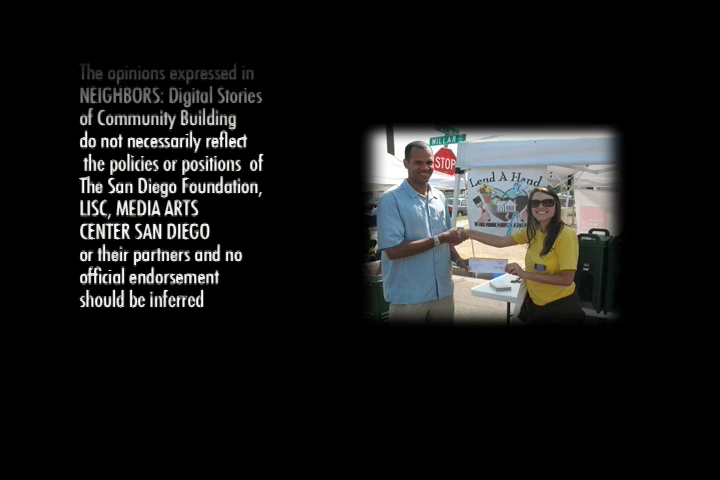 The opinions expressed in
NEIGHBORS: Digital Stories
of Community Building
do not necessarily reflect
the policies or positions of
The San Diego Foundation,
LISC, MEDIA ARTS
CENTER SAN DIEGO
or their partners and no
official endorsement
should be inferred
MILLAR
STOP
Lend A Hand